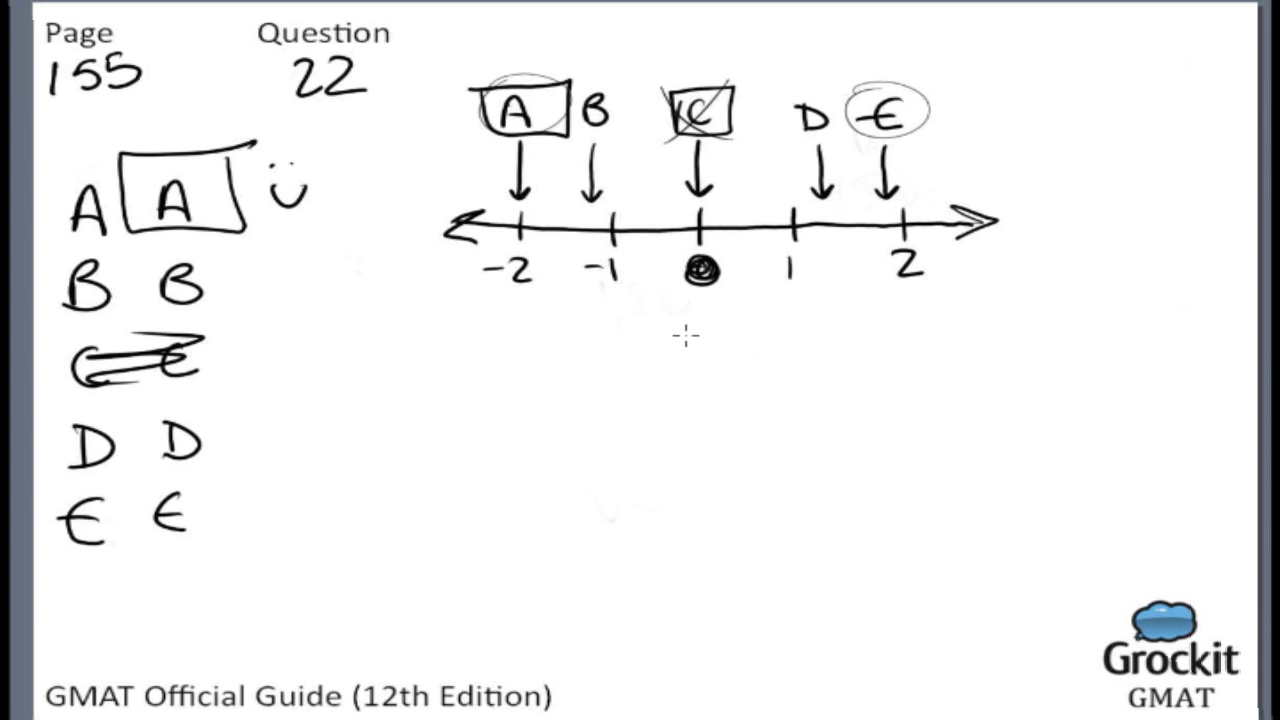 Page Question
155 22
A B C D E
-2 -1 0 1 2
A A
B B
C C
D D
E E
Grockit
GMAT
GMAT Official Guide (12th Edition)